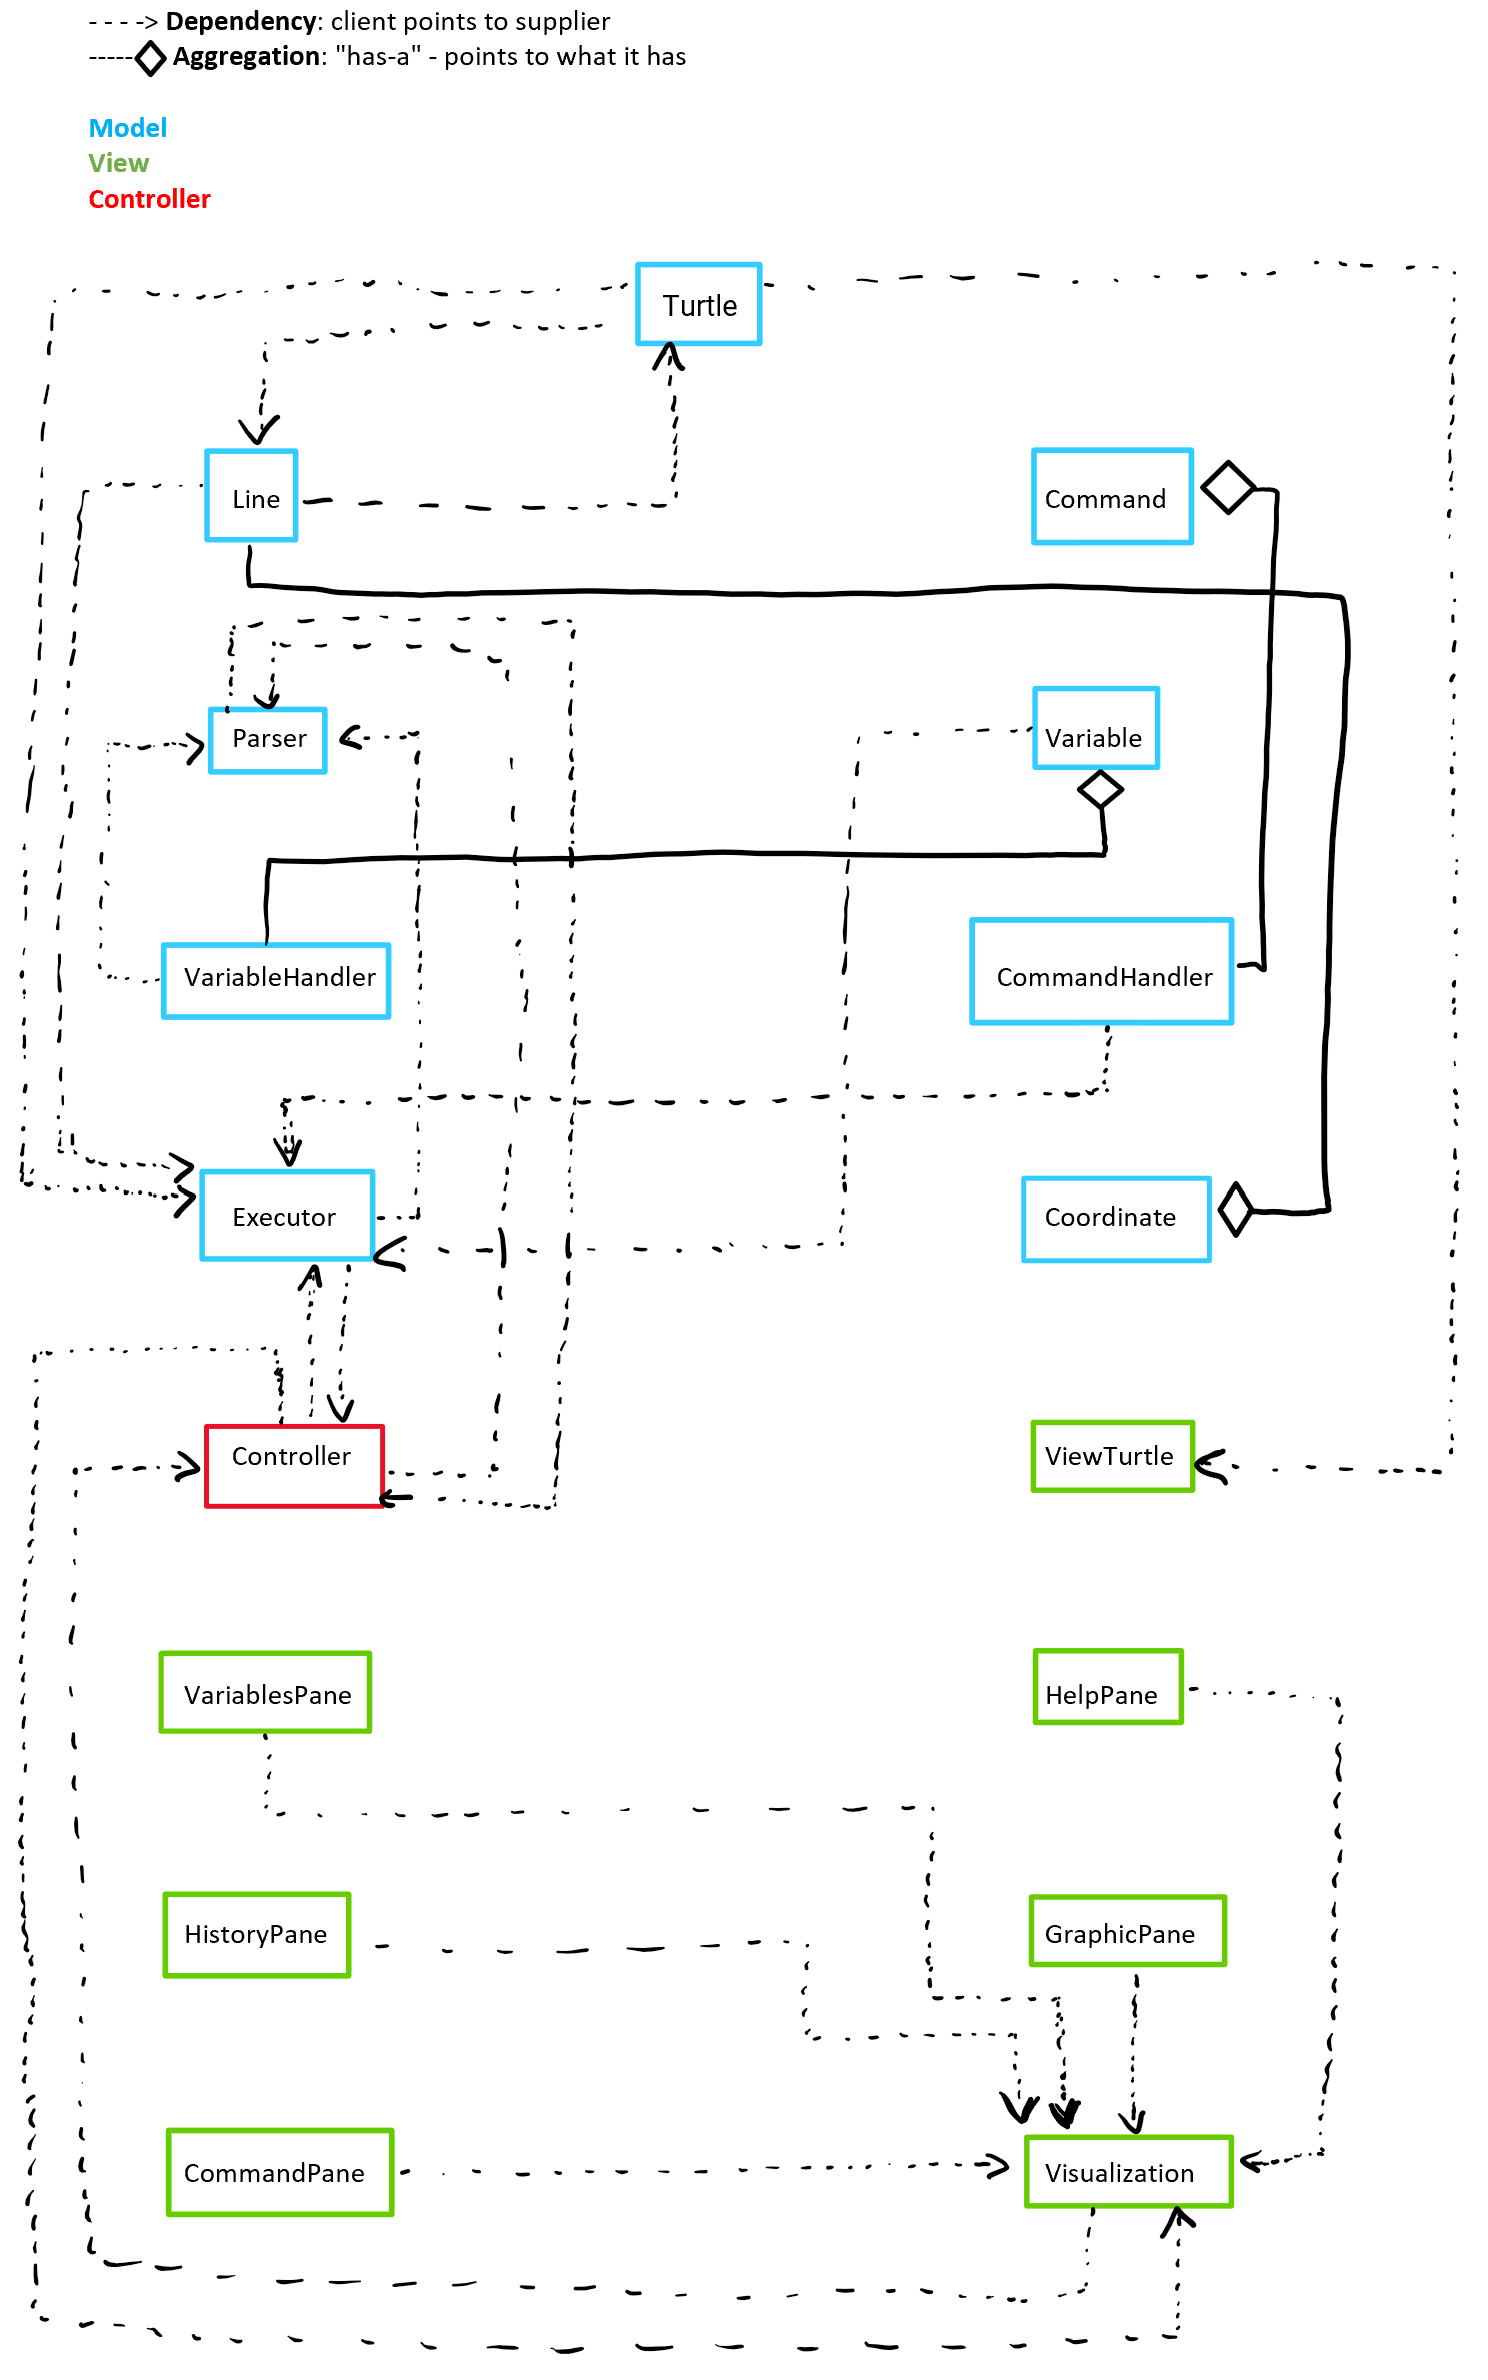 - - - -> Dependency: client points to supplier
-----◇ Aggregation: "has-a" - points to what it has
Model
View
Controller
Turtle
Line
Command
Parser
Variable
VariableHandler
CommandHandler
Executor
Coordinate
Controller
ViewTurtle
VariablesPane
HelpPane
HistoryPane
GraphicPane
CommandPane
Visualization